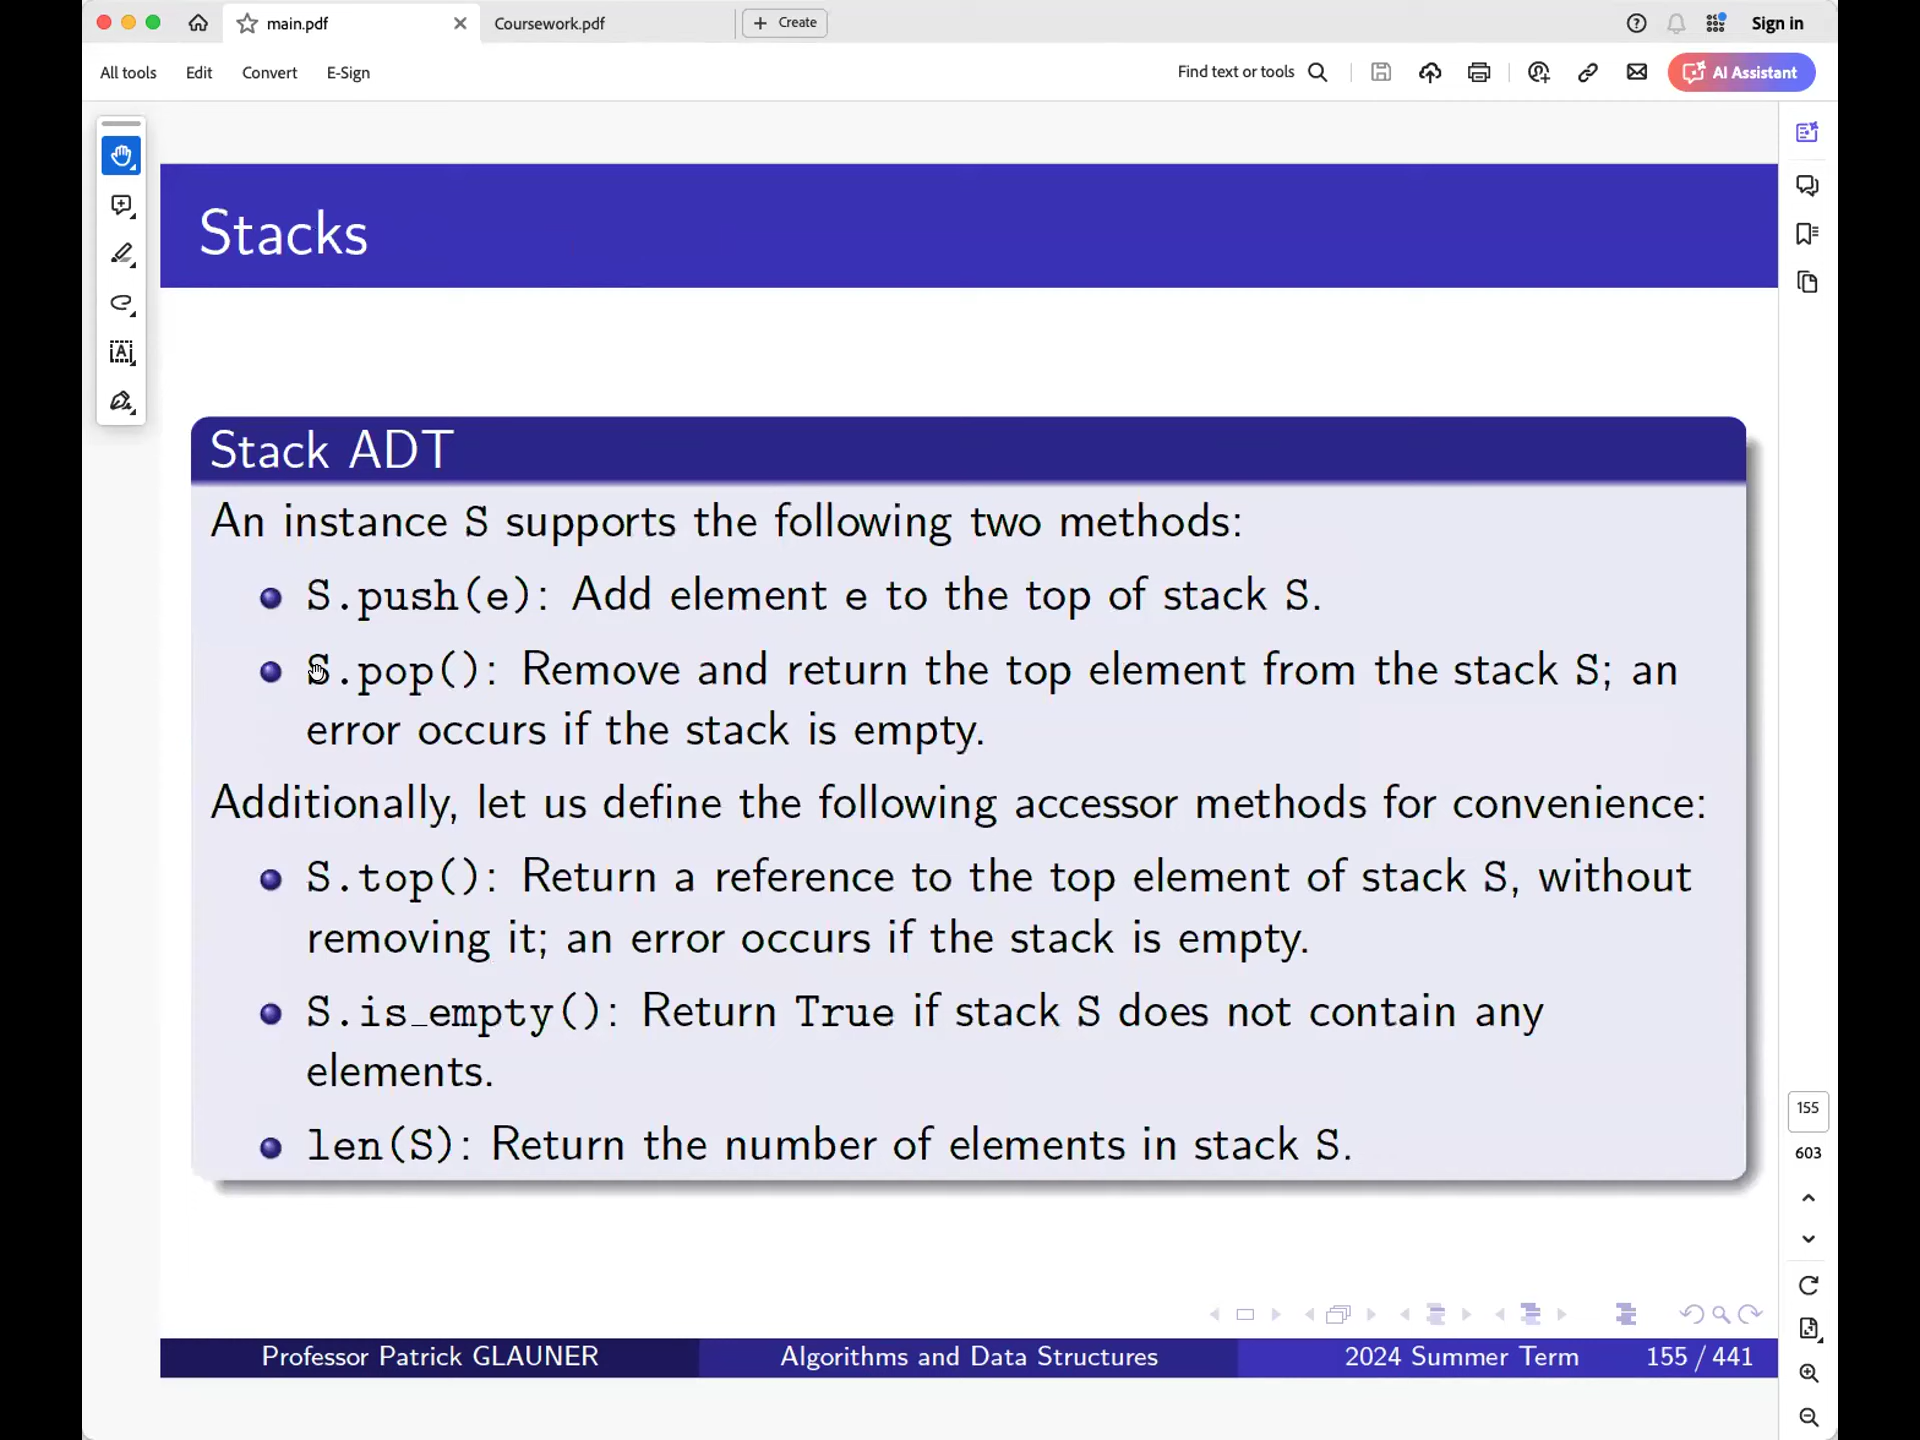 main.pdf
Coursework.pdf
Create
Sign in
All tools
Edit
Convert
E-Sign
Find text or tools
AI Assistant
Stacks
Stack ADT
An instance S supports the following two methods:
S.push(e): Add element e to the top of stack S.
S.pop(): Remove and return the top element from the stack S; an
error occurs if the stack is empty.
Additionally, let us define the following accessor methods for convenience:
S.top(): Return a reference to the top element of stack S, without
removing it; an error occurs if the stack is empty.
S.is_empty(): Return True if stack S does not contain any
elements.
len(S): Return the number of elements in stack S.
155
603
Professor Patrick GLAUNER
Algorithms and Data Structures
2024 Summer Term
155 / 441